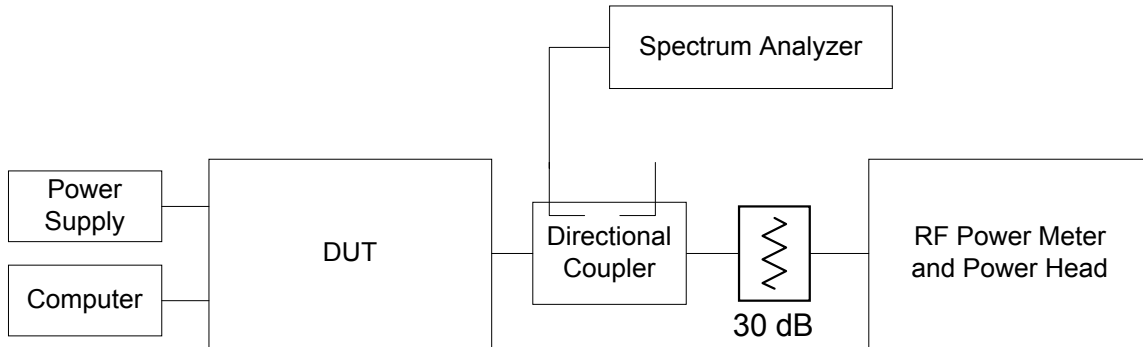 Spectrum Analyzer
Power
Supply
Computer
DUT
Directional
Coupler
30 dB
RF Power Meter
and Power Head